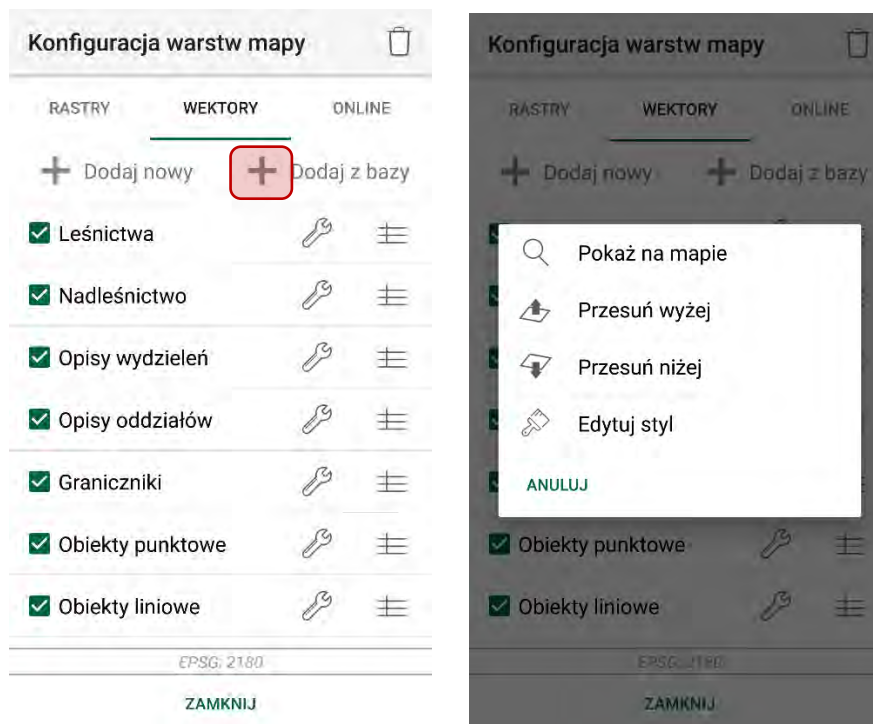 Konfiguracja warstw mapy
RASTRY WEKTORY ONLINE
Dodaj nowy Dodaj z bazy
Leśnictwa
Nadleśnictwo
Opisy wydzieleń
Opisy oddziałów
Graniczniki
Obiekty punktowe
Obiekty liniowe
EPSG: 2180
ZAMKNIJ
Konfiguracja warstw mapy
RASTRY WEKTORY ONLINE
Dodaj nowy Dodaj z bazy
Pokaż na mapie
Przesuń wyżej
Przesuń niżej
Edytuj styl
ANULUJ
Obiekty punktowe
Obiekty liniowe
EPSG: 2180
ZAMKNIJ